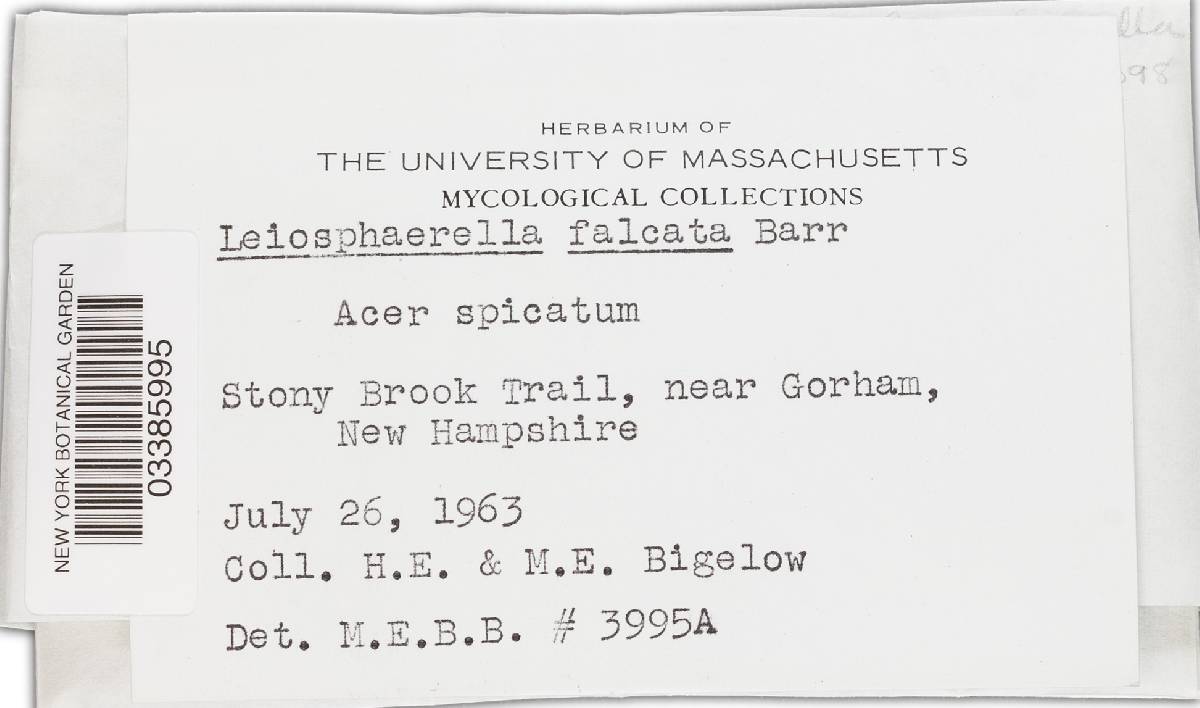 HERBARIUM OF
THE UNIVERSITY OF MASSACHUSETTS
MYCOLOGICAL COLLECTIONS
Leiosphaerella falcata Barr
Acer spicatum
Stony Brook Trail, near Gorham,
New Hampshire
July 26, 1963
Coll. H.E. & M.E. Bigelow
Det. M.E.B.B. # 3995A
NEW YORK BOTANICAL GARDEN
03385995